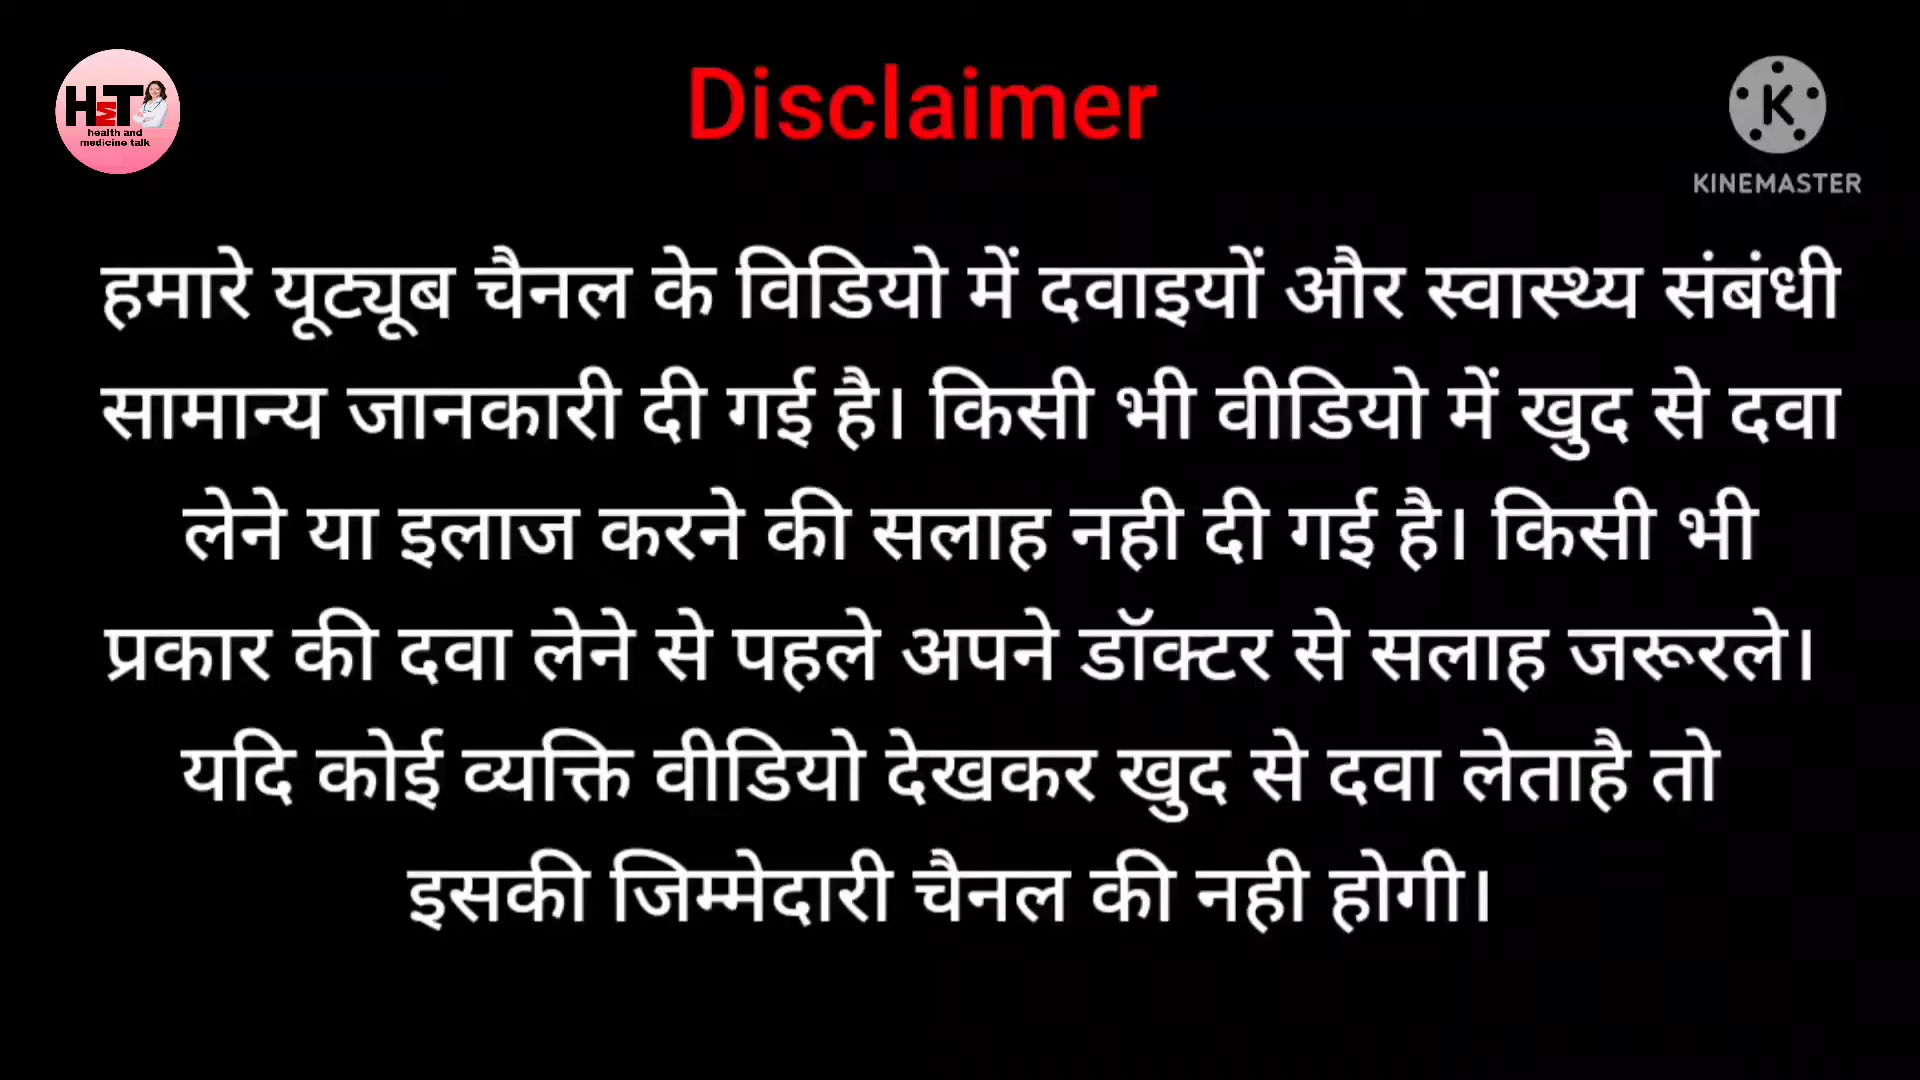 HMT
health and
medicine talk
Disclaimer
K
KINEMASTER
हमारे यूट्यूब चैनल के विडियो में दवाइयों और स्वास्थ्य संबंधी
सामान्य जानकारी दी गई है। किसी भी वीडियो में खुद से दवा
लेने या इलाज करने की सलाह नही दी गई है। किसी भी
प्रकार की दवा लेने से पहले अपने डॉक्टर से सलाह जरूरले।
यदि कोई व्यक्ति वीडियो देखकर खुद से दवा लेताहै तो
इसकी जिम्मेदारी चैनल की नही होगी।